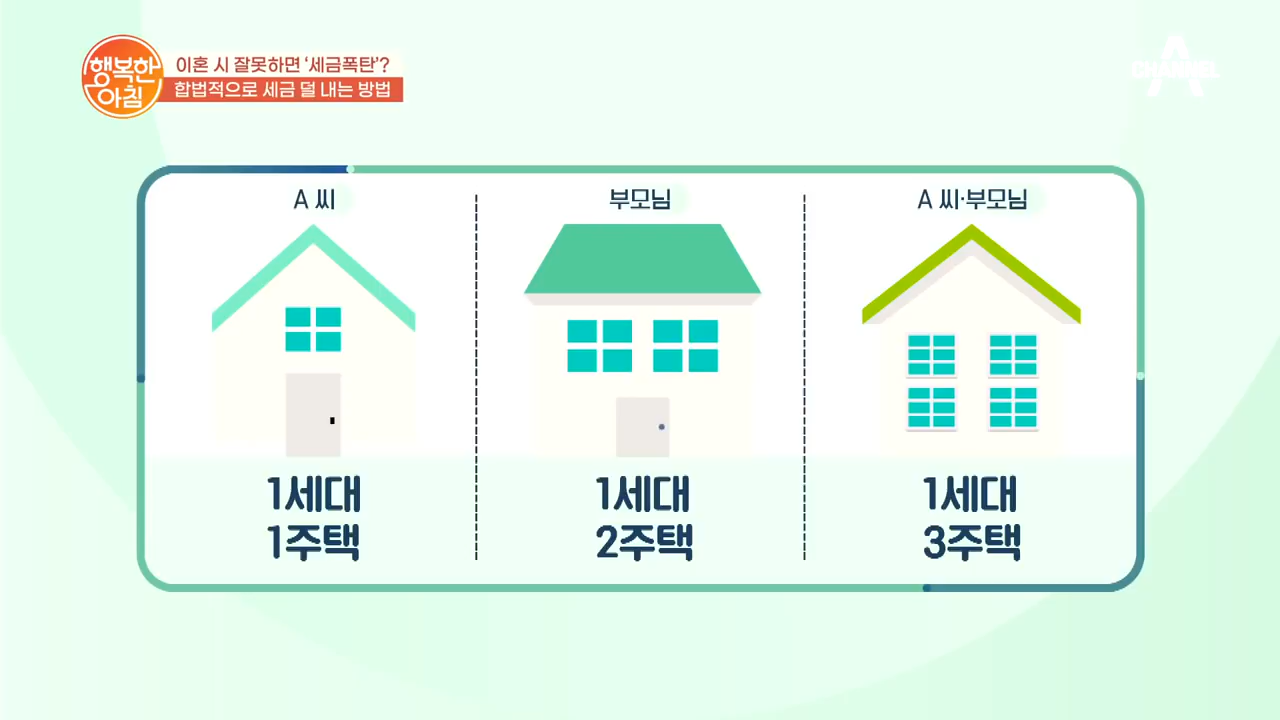 행복한
아침
이혼 시 잘못하면 '세금폭탄'?
합법적으로 세금 덜 내는 방법
CHANNEL A
A 씨
부모님
A 씨·부모님
1세대
1주택
1세대
2주택
1세대
3주택